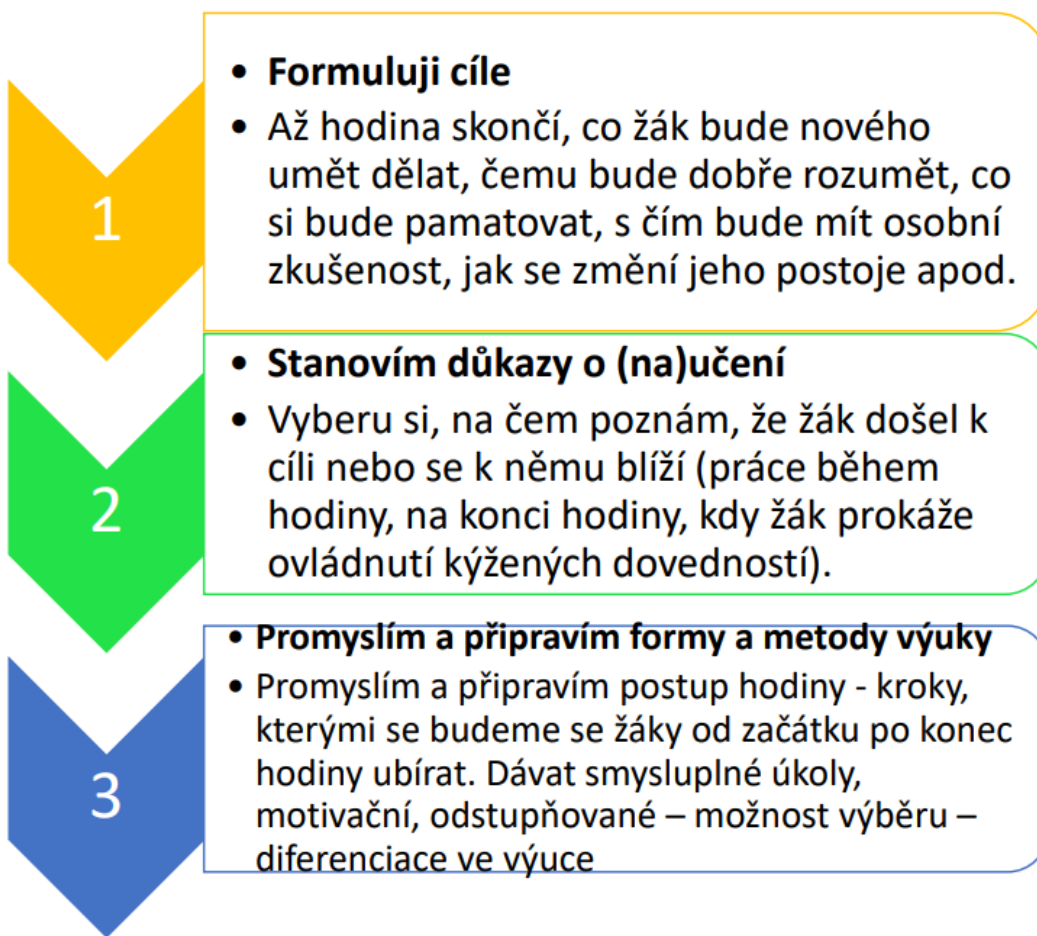 1
• Formuluji cíle
• Až hodina skončí, co žák bude nového
umět dělat, čemu bude dobře rozumět, co
si bude pamatovat, s čím bude mít osobní
zkušenost, jak se změní jeho postoje apod.
2
• Stanovím důkazy o (na)učení
• Vyberu si, na čem poznám, že žák došel k
cíli nebo se k němu blíží (práce během
hodiny, na konci hodiny, kdy žák prokáže
ovládnutí kýžených dovedností).
3
• Promyslím a připravím formy a metody výuky
• Promyslím a připravím postup hodiny - kroky,
kterými se budeme se žáky od začátku po konec
hodiny ubírat. Dávat smysluplné úkoly,
motivační, odstupňované – možnost výběru –
diferenciace ve výuce